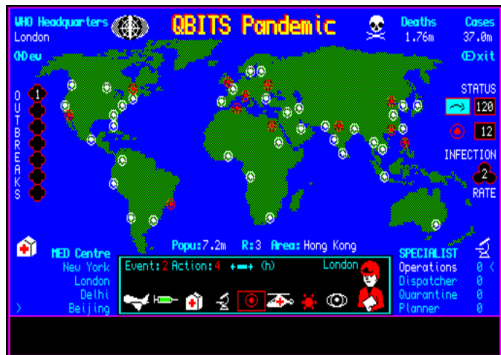 WHO Headquarters
London
QBITS Pandemic
Deaths
1.76m
Cases
37.0m
(N)ew
(E)xit
OUTBREAKS
1
STATUS
120
12
INFECTION
2
RATE
Popu:7.2m R:3 Area: Hong Kong
MED Centre
New York
London
Delhi
> Beijing
Event:2 Action:4 (h) London
SPECIALIST
Operations 0 <
Dispatcher 0
Quarantine 0
Planner 0